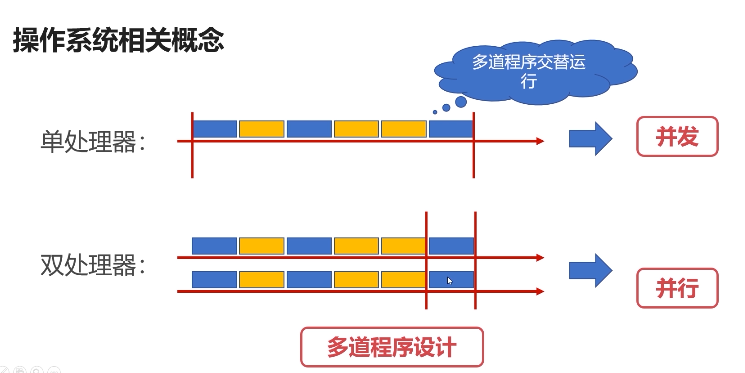 操作系统相关概念
多道程序交替运
行
单处理器：
并发
双处理器：
并行
多道程序设计